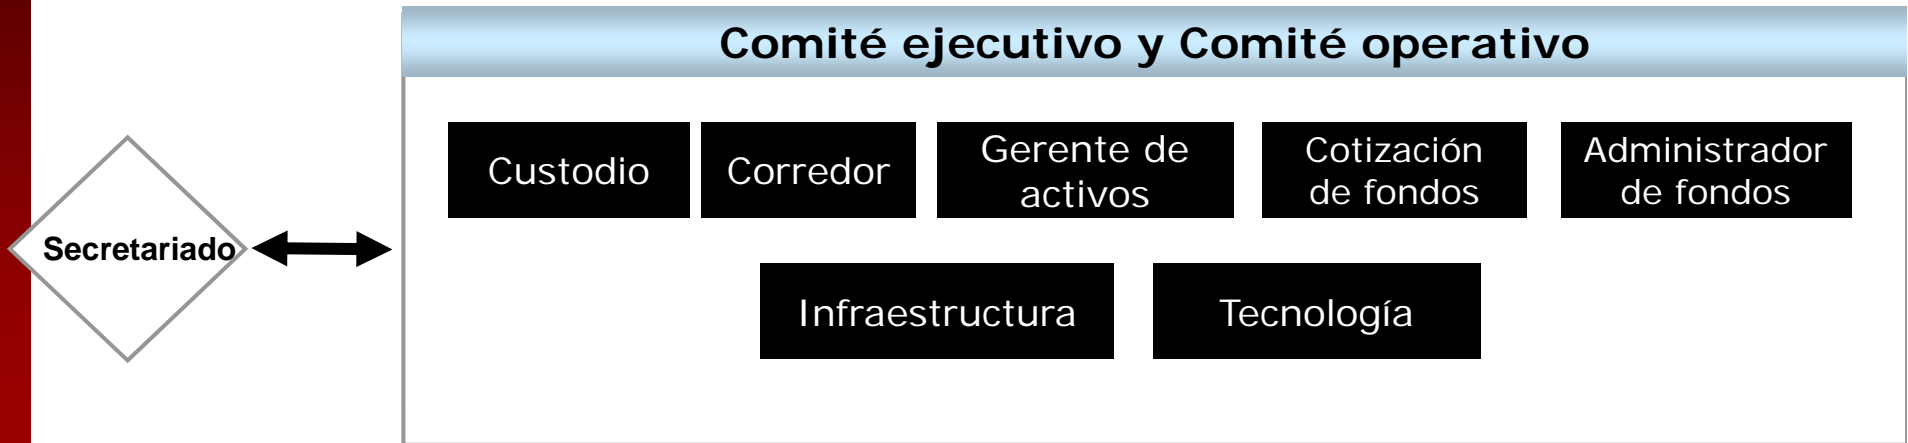 Comité ejecutivo y Comité operativo
Custodio
Corredor
Gerente de
activos
Cotización
de fondos
Administrador
de fondos
Secretariado
Infraestructura
Tecnología